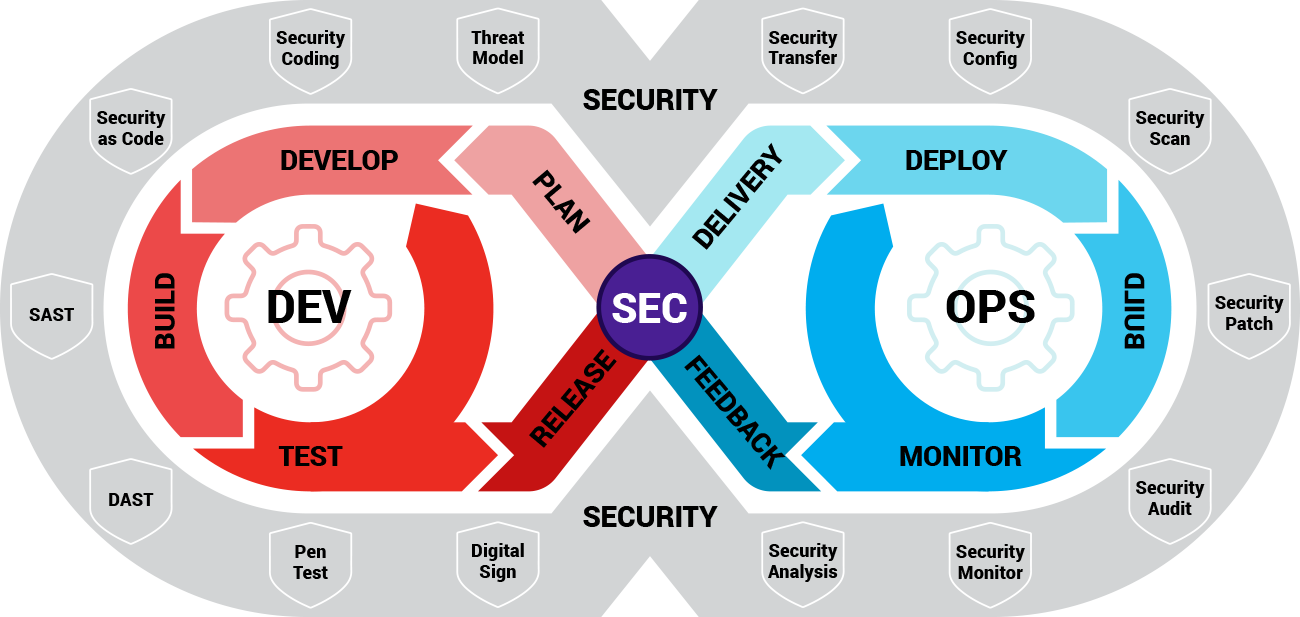 Security
Coding
Threat
Model
Security
Transfer
Security
Config
SECURITY
Security
as Code
Security
Scan
DEVELOP
PLAN
DELIVERY
DEPLOY
SAST
BUILD
DEV
SEC
OPS
BUILD
Security
Patch
RELEASE
FEEDBACK
TEST
MONITOR
DAST
Security
Audit
SECURITY
Pen
Test
Digital
Sign
Security
Analysis
Security
Monitor